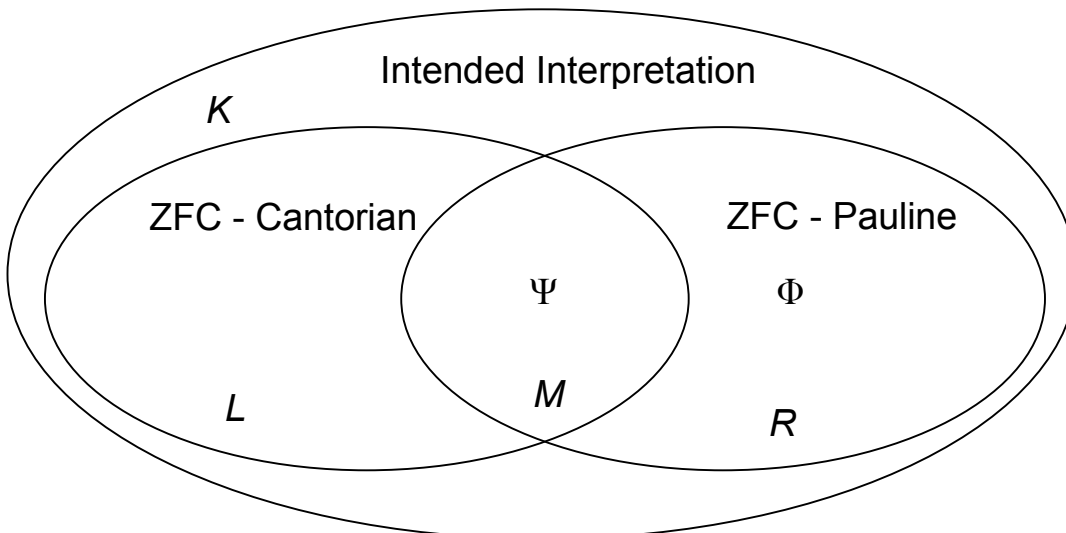 Intended Interpretation
K
ZFC - Cantorian
ZFC - Pauline
Ψ
Φ
L
M
R